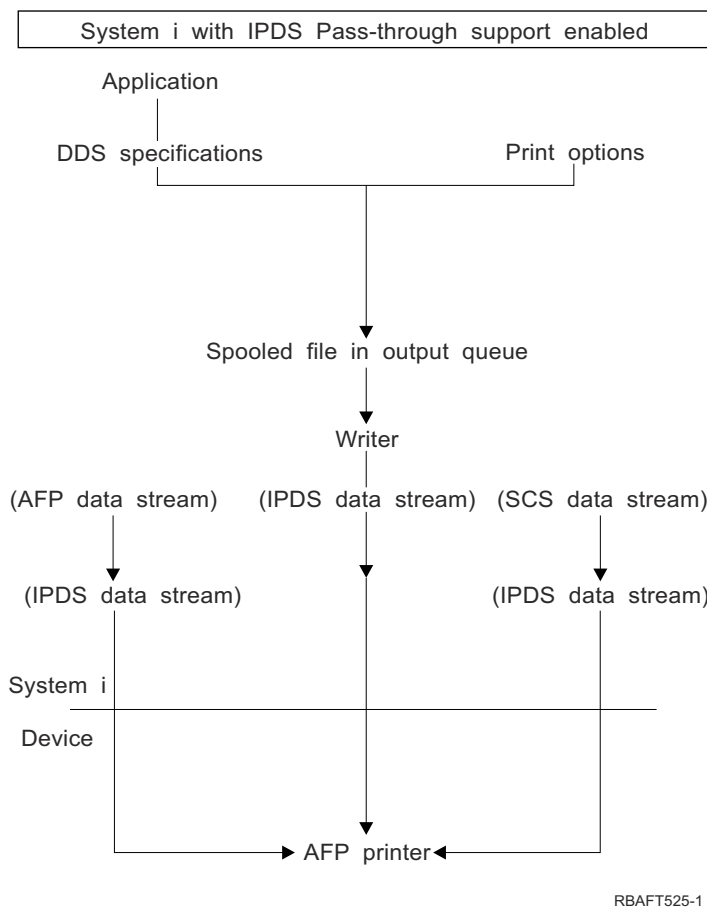 System i with IPDS Pass-through support enabled
Application
DDS specifications
Print options
Spooled file in output queue
Writer
(AFP data stream)
(IPDS data stream)
(SCS data stream)
(IPDS data stream)
(IPDS data stream)
System i
Device
AFP printer
RBAFT525-1